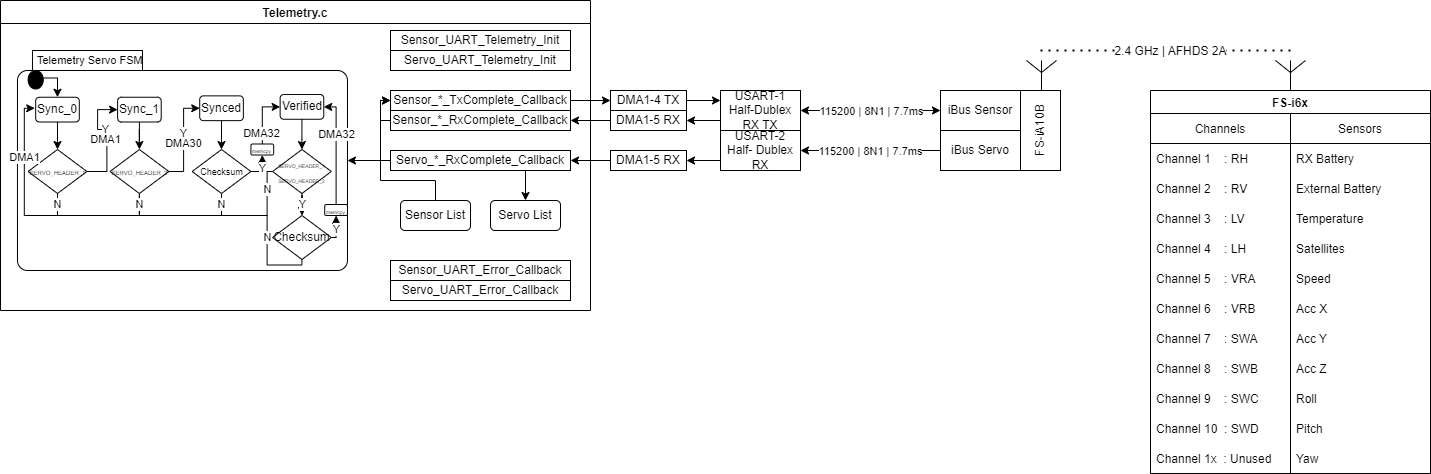 Telemetry.c
Telemetry Servo FSM
Sync_0
Sync_1
Synced
Verified
DMA1
Y
DMA1
Y
DMA30
DMA32
DMA32
memcpy
Y
SERVO_HEADER_
SERVO_HEADER_
Checksum
SERVO_HEADER_
SERVO_HEADER_2
N
N
N
N
Y
memcpy
Y
N
Checksum
Sensor_UART_Telemetry_Init
Servo_UART_Telemetry_Init
Sensor_*_TxComplete_Callback
Sensor_*_RxComplete_Callback
Servo_*_RxComplete_Callback
Sensor List
Servo List
Sensor_UART_Error_Callback
Servo_UART_Error_Callback
DMA1-4 TX
DMA1-5 RX
DMA1-5 RX
USART-1
Half-Dublex
RX TX
USART-2
Half- Dublex
RX
115200 | 8N1 | 7.7ms
115200 | 8N1 | 7.7ms
iBus Sensor
iBus Servo
FS-iA10B
2.4 GHz | AFHDS 2A
FS-i6x
Channels
Sensors
Channel 1 : RH
RX Battery
Channel 2 : RV
External Battery
Channel 3 : LV
Temperature
Channel 4 : LH
Satellites
Channel 5 : VRA
Speed
Channel 6 : VRB
Acc X
Channel 7 : SWA
Acc Y
Channel 8 : SWB
Acc Z
Channel 9 : SWC
Roll
Channel 10 : SWD
Pitch
Channel 1x : Unused
Yaw